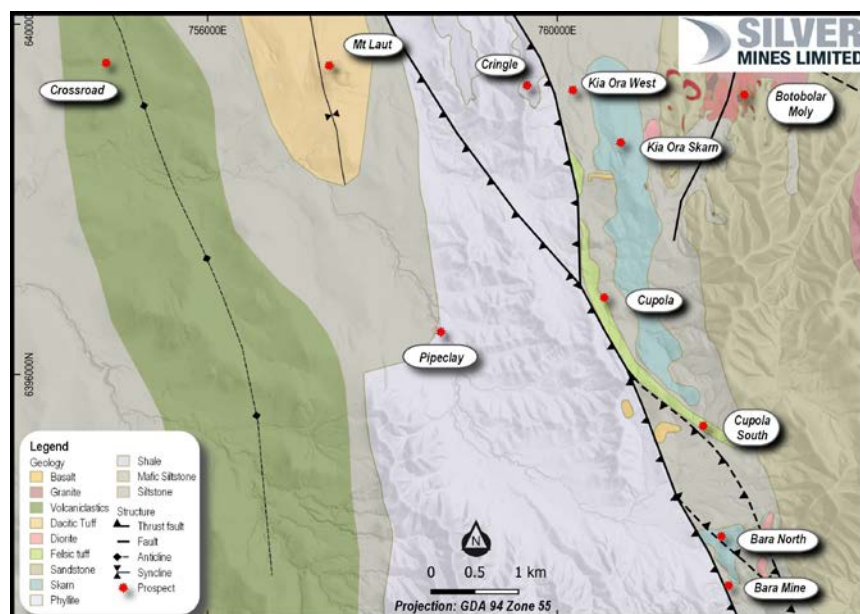 640000
756000E
760000E
SILVER
MINES LIMITED
Mt Laut
Crossroad
Cringle
Kia Ora West
Botobolar
Moly
Kia Ora Skarn
Cupola
Pipeclay
6396000N
Cupola
South
Bara North
Bara Mine
Legend
Geology
Basalt
Granite
Volcaniclastics
Dacitic Tuff
Diorite
Felsic tuff
Sandstone
Skarn
Phyllite
Shale
Mafic Siltstone
Siltstone
Structure
Thrust fault
Fault
Anticline
Syncline
Prospect
N
0 0.5 1 km
Projection: GDA 94 Zone 55